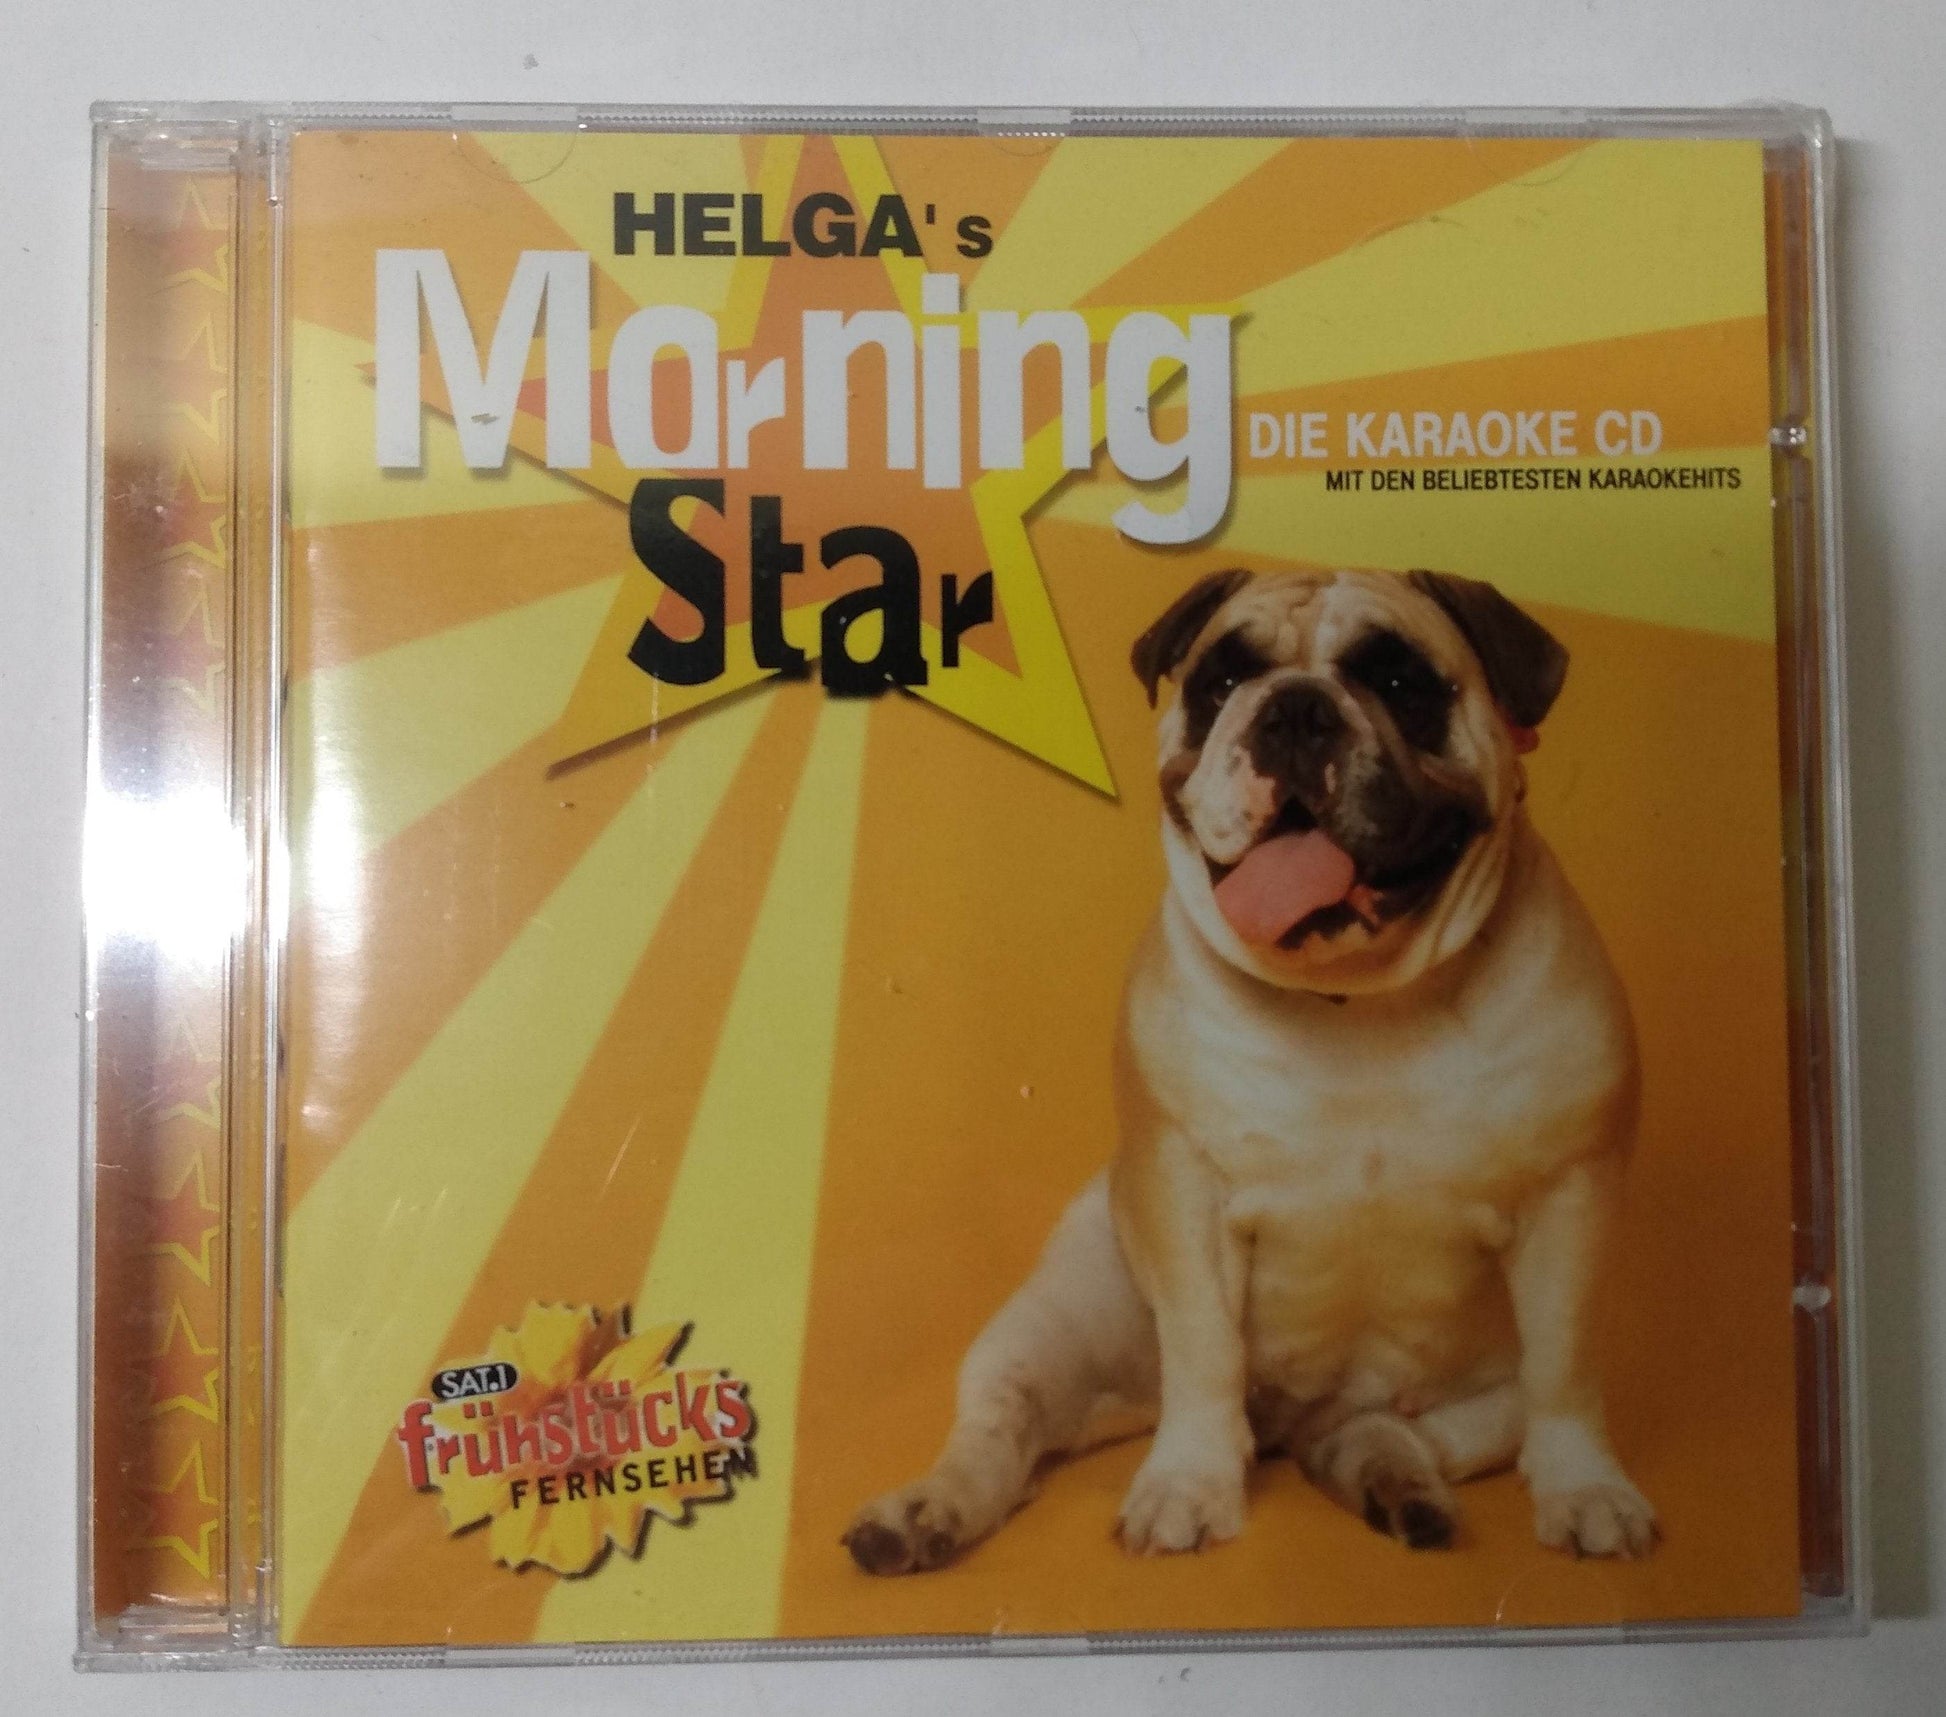 HELGA's
Morning
Star
DIE KARAOKE CD
MIT DEN BELIEBTESTEN KARAOKEHITS
SAT.1
frühstücks
FERNSEHEN